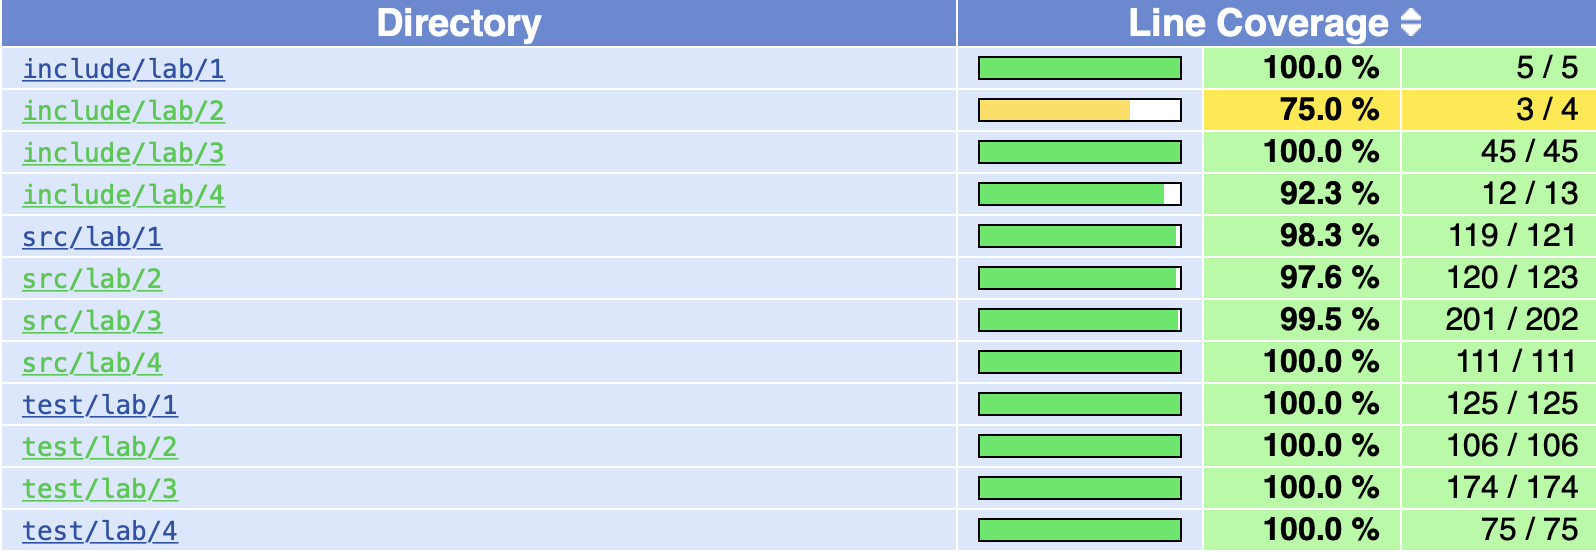 Directory Line Coverage
include/lab/1 100.0 % 5 / 5
include/lab/2 75.0 % 3 / 4
include/lab/3 100.0 % 45 / 45
include/lab/4 92.3 % 12 / 13
src/lab/1 98.3 % 119 / 121
src/lab/2 97.6 % 120 / 123
src/lab/3 99.5 % 201 / 202
src/lab/4 100.0 % 111 / 111
test/lab/1 100.0 % 125 / 125
test/lab/2 100.0 % 106 / 106
test/lab/3 100.0 % 174 / 174
test/lab/4 100.0 % 75 / 75